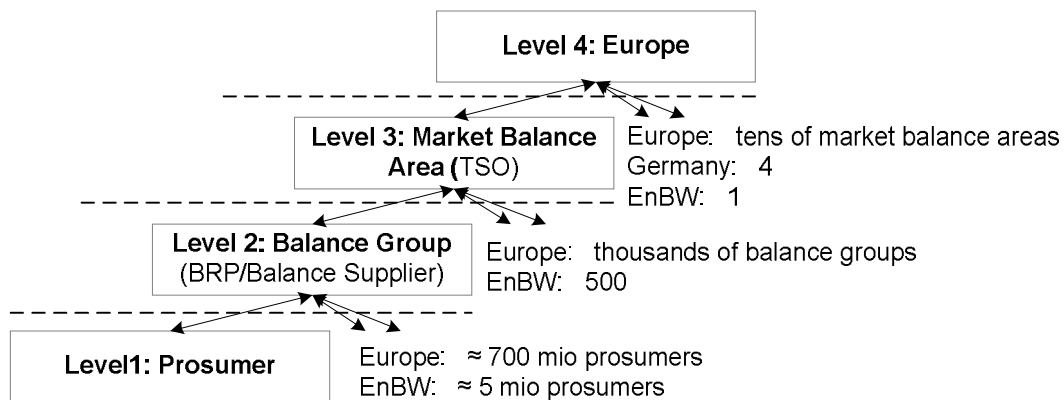 Level 4: Europe
Level 3: Market Balance
Area (TSO)
Europe: tens of market balance areas
Germany: 4
EnBW: 1
Level 2: Balance Group
(BRP/Balance Supplier)
Europe: thousands of balance groups
EnBW: 500
Level1: Prosumer
Europe: ≈ 700 mio prosumers
EnBW: ≈ 5 mio prosumers